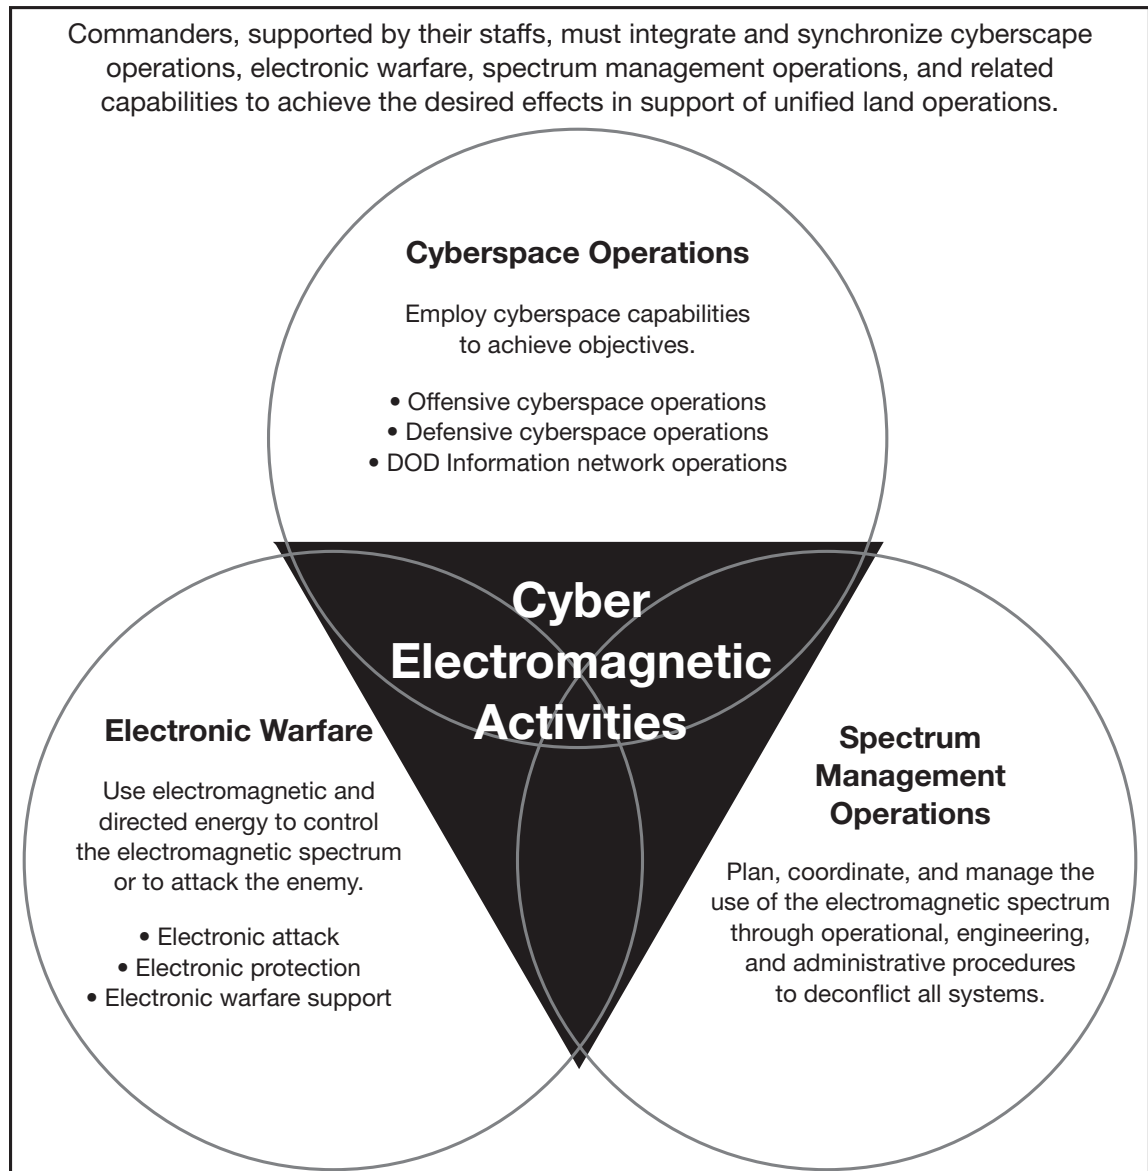 Commanders, supported by their staffs, must integrate and synchronize cyberscape
operations, electronic warfare, spectrum management operations, and related
capabilities to achieve the desired effects in support of unified land operations.
Cyberspace Operations
Employ cyberspace capabilities
to achieve objectives.
• Offensive cyberspace operations
• Defensive cyberspace operations
• DOD Information network operations
Cyber
Electromagnetic
Activities
Electronic Warfare
Use electromagnetic and
directed energy to control
the electromagnetic spectrum
or to attack the enemy.
• Electronic attack
• Electronic protection
• Electronic warfare support
Spectrum
Management
Operations
Plan, coordinate, and manage the
use of the electromagnetic spectrum
through operational, engineering,
and administrative procedures
to deconflict all systems.